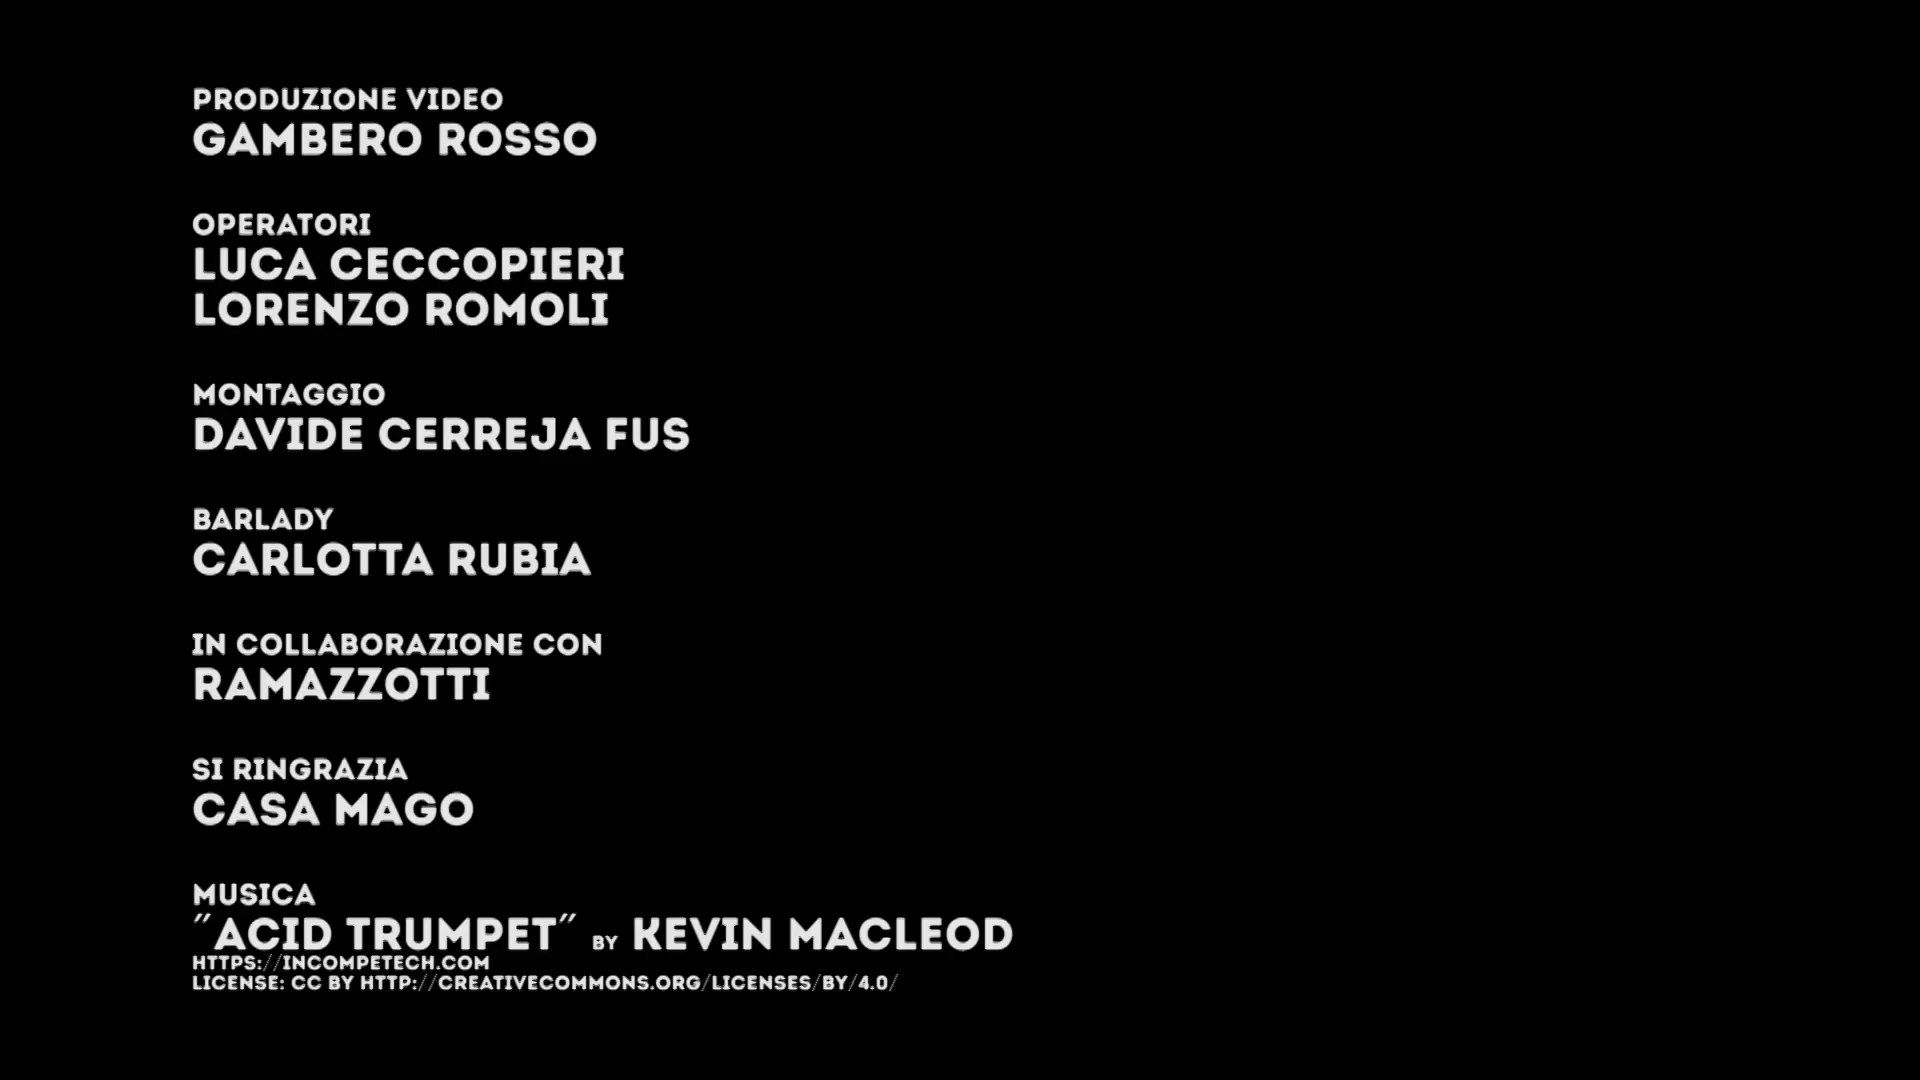 PRODUZIONE VIDEO
GAMBERO ROSSO
OPERATORI
LUCA CECCOPIERI
LORENZO ROMOLI
MONTAGGIO
DAVIDE CERREJA FUS
BARLADY
CARLOTTA RUBIA
IN COLLABORAZIONE CON
RAMAZZOTTI
SI RINGRAZIA
CASA MAGO
MUSICA
"ACID TRUMPET" BY KEVIN MACLEOD
HTTPS://INCOMPETECH.COM
LICENSE: CC BY HTTP://CREATIVECOMMONS.ORG/LICENSES/BY/4.0/